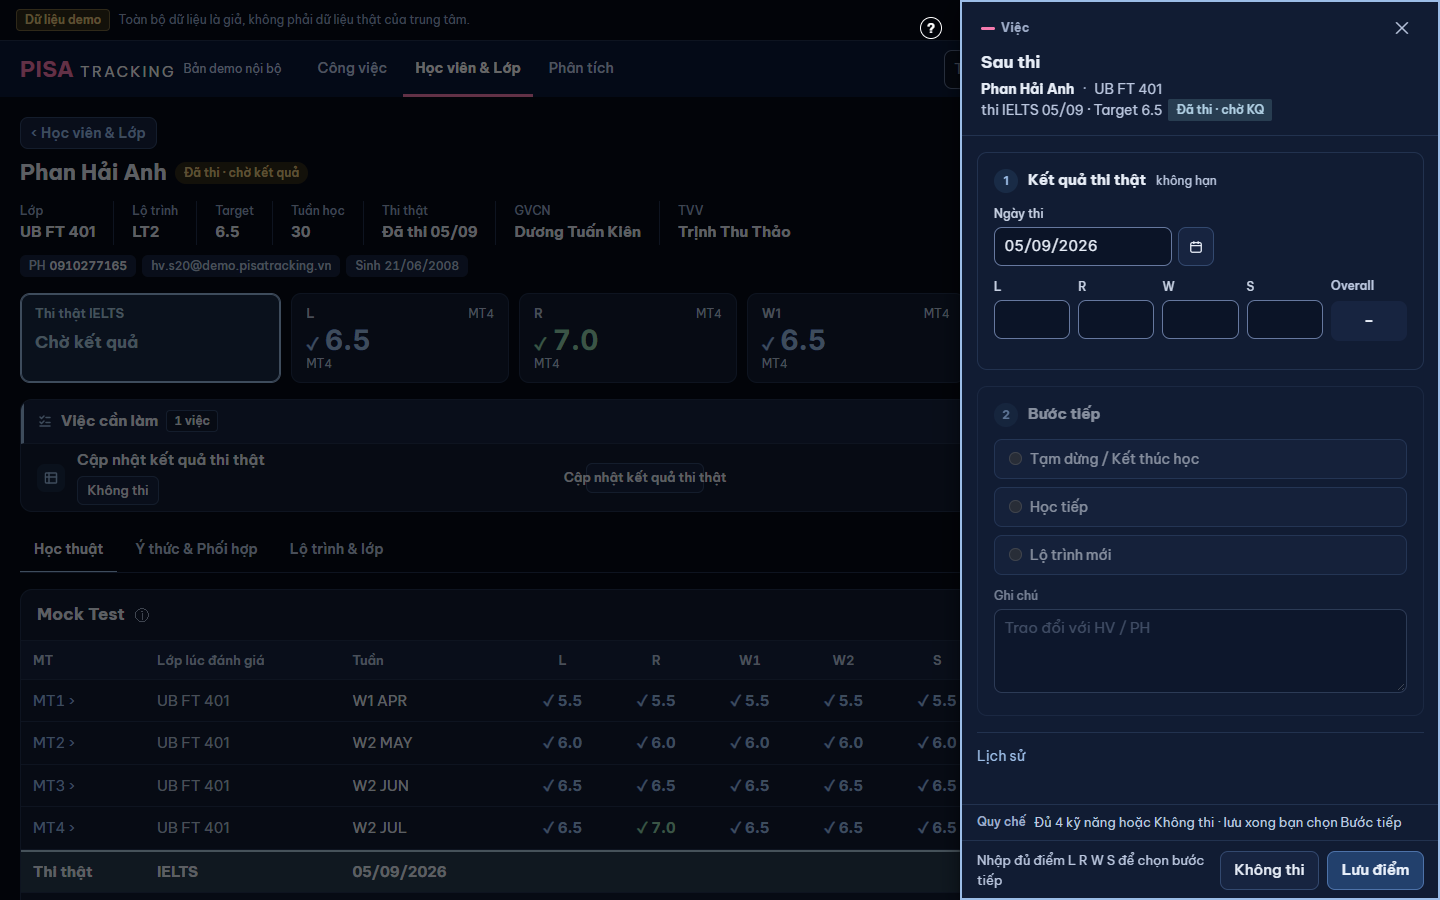 Dữ liệu demo Toàn bộ dữ liệu là giả, không phải dữ liệu thật của trung tâm.
?
PISA TRACKING Bản demo nội bộ Công việc Học viên & Lớp Phân tích
‹ Học viên & Lớp
Phan Hải Anh Đã thi · chờ kết quả
Lớp Lộ trình Target Tuần học Thi thật GVCN TVV
UB FT 401 LT2 6.5 30 Đã thi 05/09 Dương Tuấn Kiên Trịnh Thu Thảo
PH 0910277165 hv.s20@demo.pisatracking.vn Sinh 21/06/2008
Thi thật IELTS L MT4 R MT4 W1 MT4
Chờ kết quả ✓ 6.5 ✓ 7.0 ✓ 6.5
MT4 MT4 MT4
Việc cần làm 1 việc
Cập nhật kết quả thi thật
Không thi
Cập nhật kết quả thi thật
Học thuật Ý thức & Phối hợp Lộ trình & lớp
Mock Test
MT Lớp lúc đánh giá Tuần L R W1 W2 S
MT1 › UB FT 401 W1 APR ✓ 5.5 ✓ 5.5 ✓ 5.5 ✓ 5.5 ✓ 5.5
MT2 › UB FT 401 W2 MAY ✓ 6.0 ✓ 6.0 ✓ 6.0 ✓ 6.0 ✓ 6.0
MT3 › UB FT 401 W2 JUN ✓ 6.5 ✓ 6.5 ✓ 6.5 ✓ 6.5 ✓ 6.5
MT4 › UB FT 401 W2 JUL ✓ 6.5 ✓ 7.0 ✓ 6.5 ✓ 6.5 ✓ 6.5
Thi thật IELTS 05/09/2026
Việc
Sau thi
Phan Hải Anh · UB FT 401
thi IELTS 05/09 · Target 6.5 Đã thi · chờ KQ
1 Kết quả thi thật không hạn
Ngày thi
05/09/2026
L R W S Overall
–
2 Bước tiếp
Tạm dừng / Kết thúc học
Học tiếp
Lộ trình mới
Ghi chú
Trao đổi với HV / PH
Lịch sử
Quy chế Đủ 4 kỹ năng hoặc Không thi · lưu xong bạn chọn Bước tiếp
Nhập đủ điểm L R W S để chọn bước
tiếp
Không thi Lưu điểm